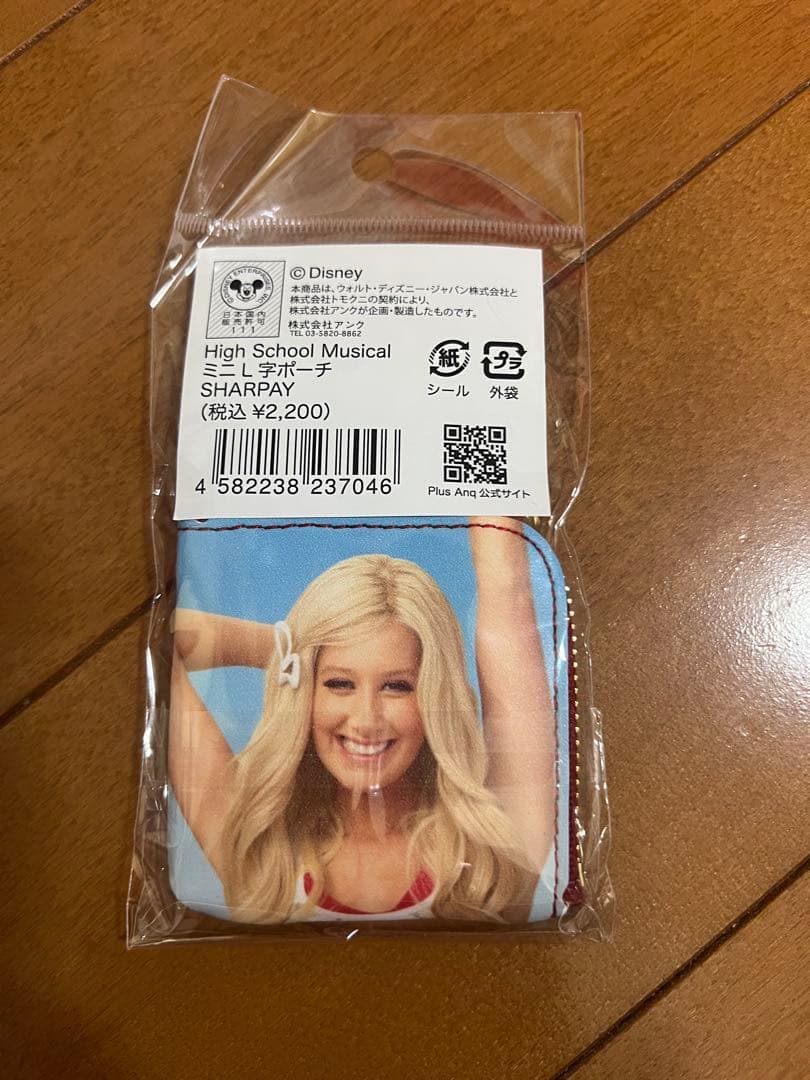 © DISNEY ENTERPRISES INC.
日本国内
販売許可
111
© Disney
本商品は、ウォルト・ディズニー・ジャパン株式会社と
株式会社トモクニの契約により、
株式会社アンクが企画・製造したものです。
株式会社アンク
TEL 03-5820-8862
High School Musical
ミニ L 字ポーチ
SHARPAY
(税込 ¥2,200)
紙
シール
プラ
外袋
4 582238 237046
Plus Anq 公式サイト